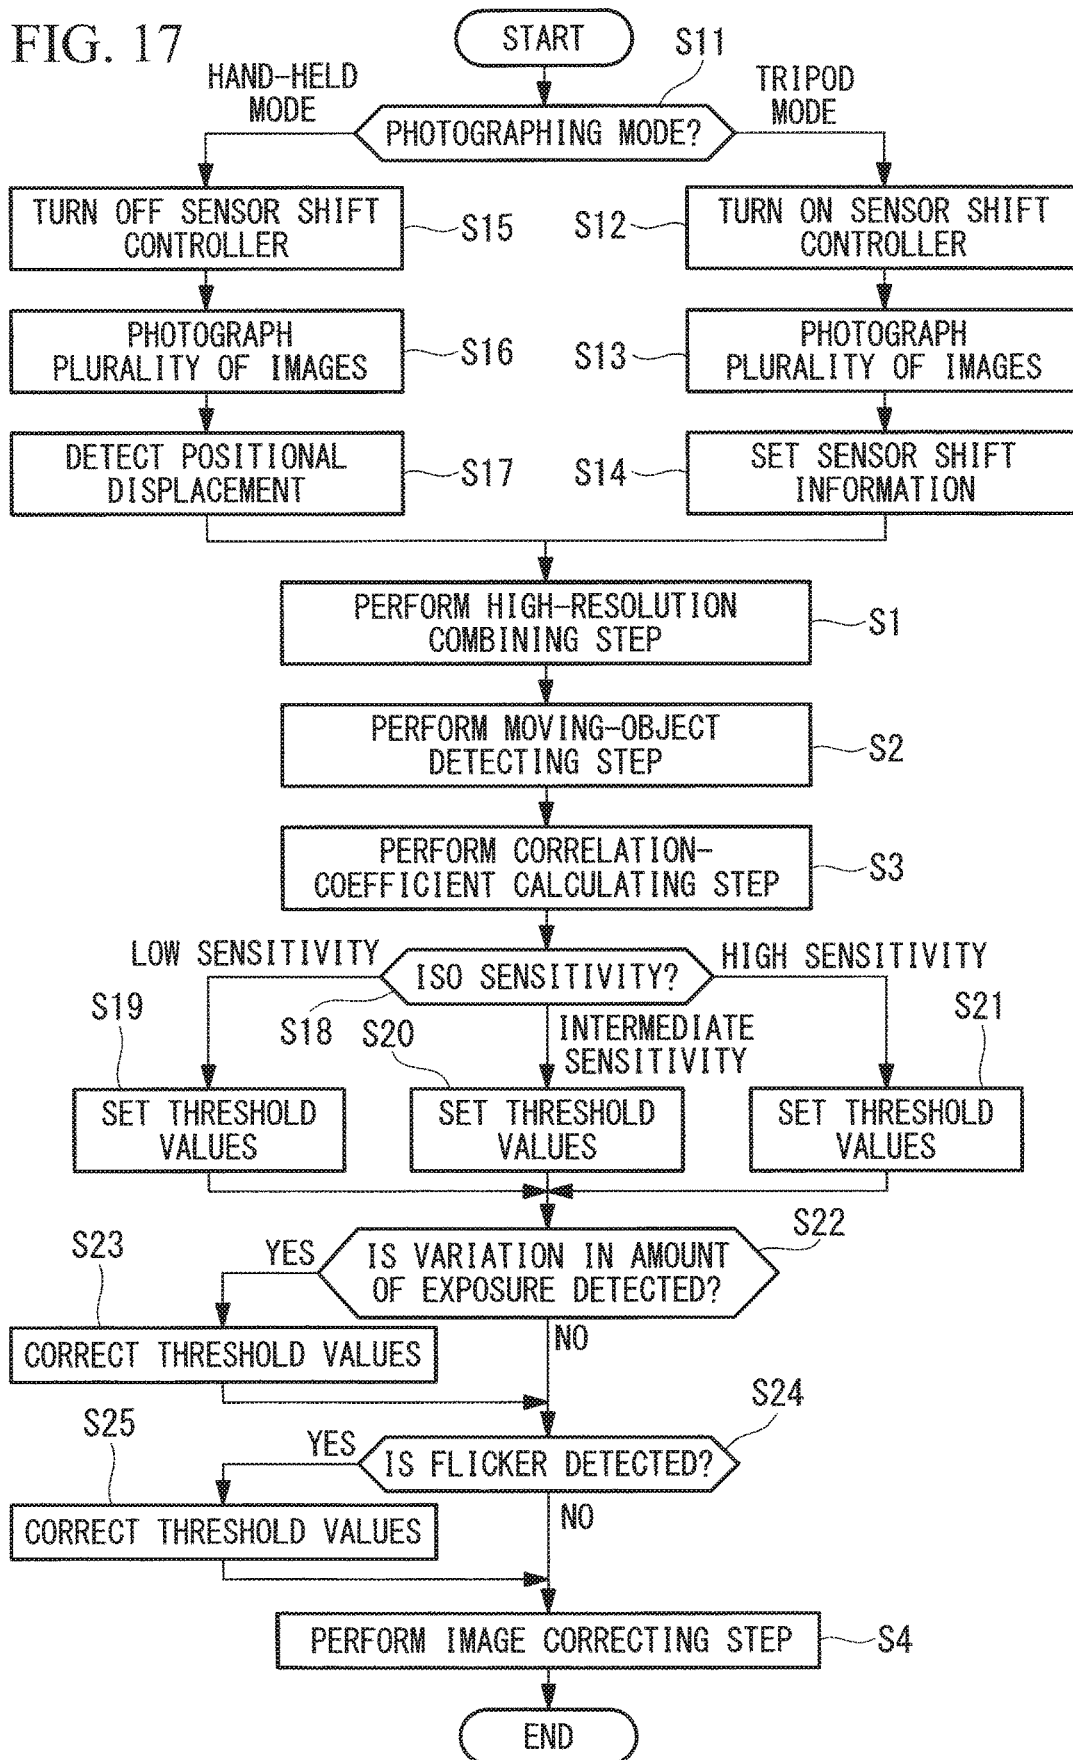 FIG. 17
START
S11
HAND-HELD
MODE
TRIPOD
MODE
PHOTOGRAPHING MODE?
TURN OFF SENSOR SHIFT
CONTROLLER
S15
S12
TURN ON SENSOR SHIFT
CONTROLLER
PHOTOGRAPH
PLURALITY OF IMAGES
S16
S13
PHOTOGRAPH
PLURALITY OF IMAGES
DETECT POSITIONAL
DISPLACEMENT
S17
S14
SET SENSOR SHIFT
INFORMATION
PERFORM HIGH-RESOLUTION
COMBINING STEP
S1
PERFORM MOVING-OBJECT
DETECTING STEP
S2
PERFORM CORRELATION-
COEFFICIENT CALCULATING STEP
S3
LOW SENSITIVITY
ISO SENSITIVITY?
HIGH SENSITIVITY
S18
INTERMEDIATE
SENSITIVITY
S19
S20
S21
SET THRESHOLD
VALUES
SET THRESHOLD
VALUES
SET THRESHOLD
VALUES
S22
IS VARIATION IN AMOUNT
OF EXPOSURE DETECTED?
YES
S23
NO
CORRECT THRESHOLD VALUES
S24
IS FLICKER DETECTED?
YES
S25
NO
CORRECT THRESHOLD VALUES
PERFORM IMAGE CORRECTING STEP
S4
END